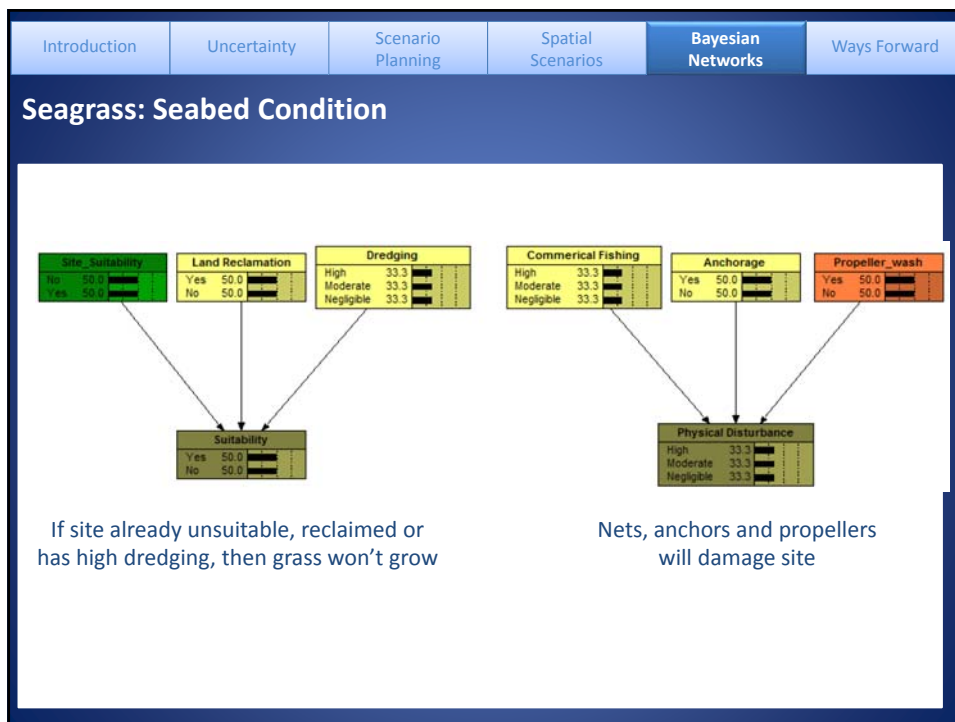 Introduction
Uncertainty
Scenario
Planning
Spatial
Scenarios
Bayesian
Networks
Ways Forward
Seagrass: Seabed Condition
Site_Suitability
No 50.0
Yes 50.0
Land Reclamation
Yes 50.0
No 50.0
Dredging
High 33.3
Moderate 33.3
Negligible 33.3
Commerical Fishing
High 33.3
Moderate 33.3
Negligible 33.3
Anchorage
Yes 50.0
No 50.0
Propeller_wash
Yes 50.0
No 50.0
Suitability
Yes 50.0
No 50.0
Physical Disturbance
High 33.3
Moderate 33.3
Negligible 33.3
If site already unsuitable, reclaimed or
has high dredging, then grass won’t grow
Nets, anchors and propellers
will damage site